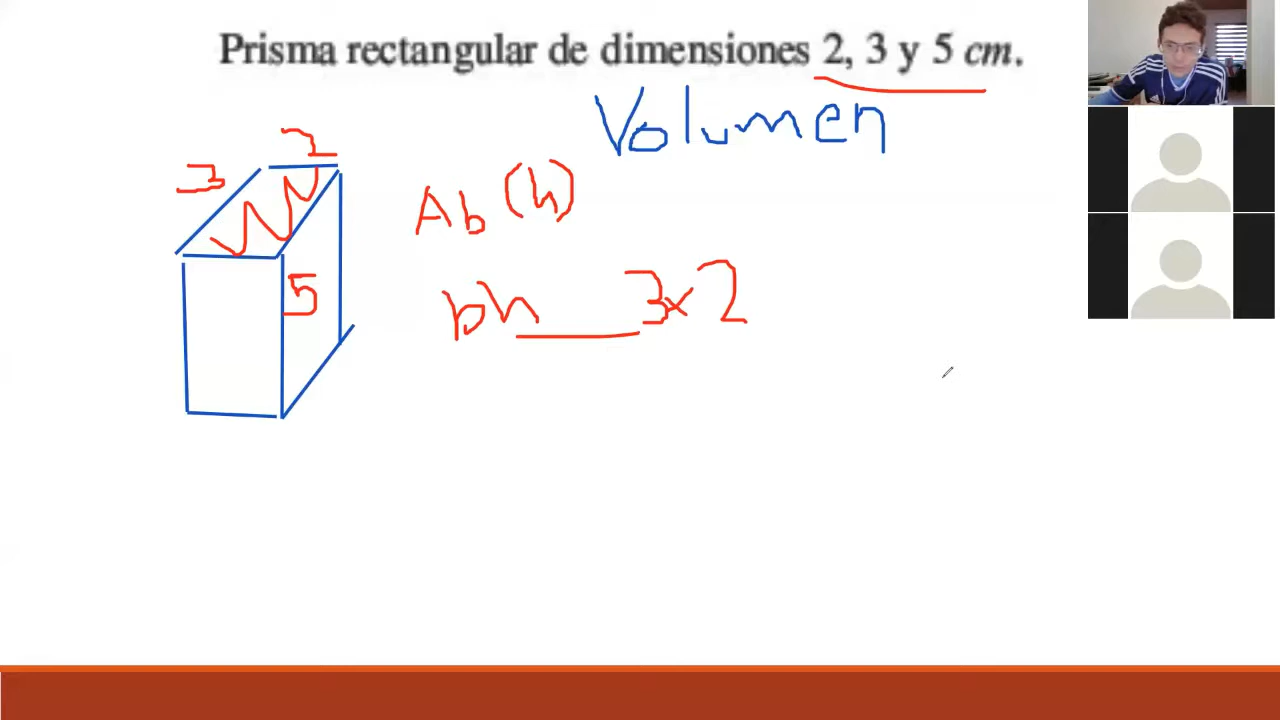 Prisma rectangular de dimensiones 2, 3 y 5 cm.
Volumen
2
3
Ab (h)
5
bh 3x2